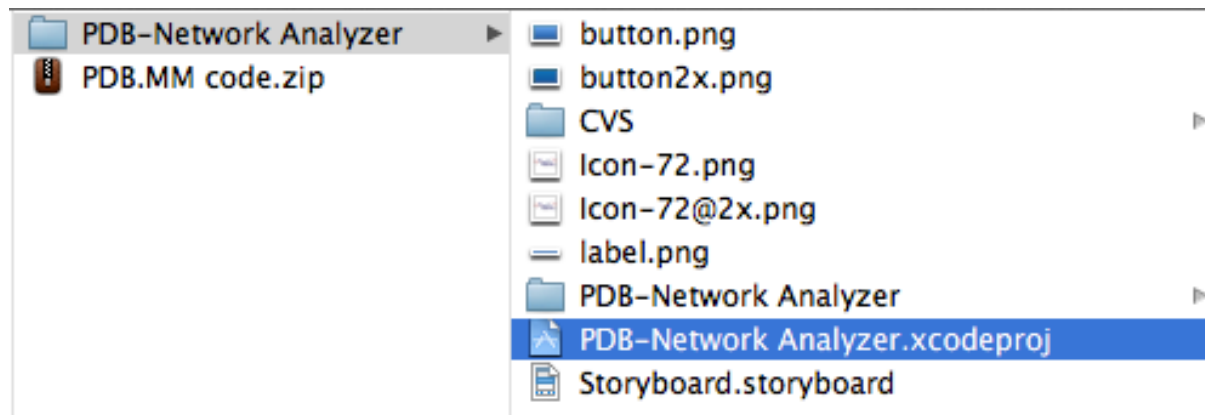 PDB-Network Analyzer
PDB.MM code.zip
button.png
button2x.png
CVS
Icon-72.png
Icon-72@2x.png
label.png
PDB-Network Analyzer
PDB-Network Analyzer.xcodeproj
Storyboard.storyboard